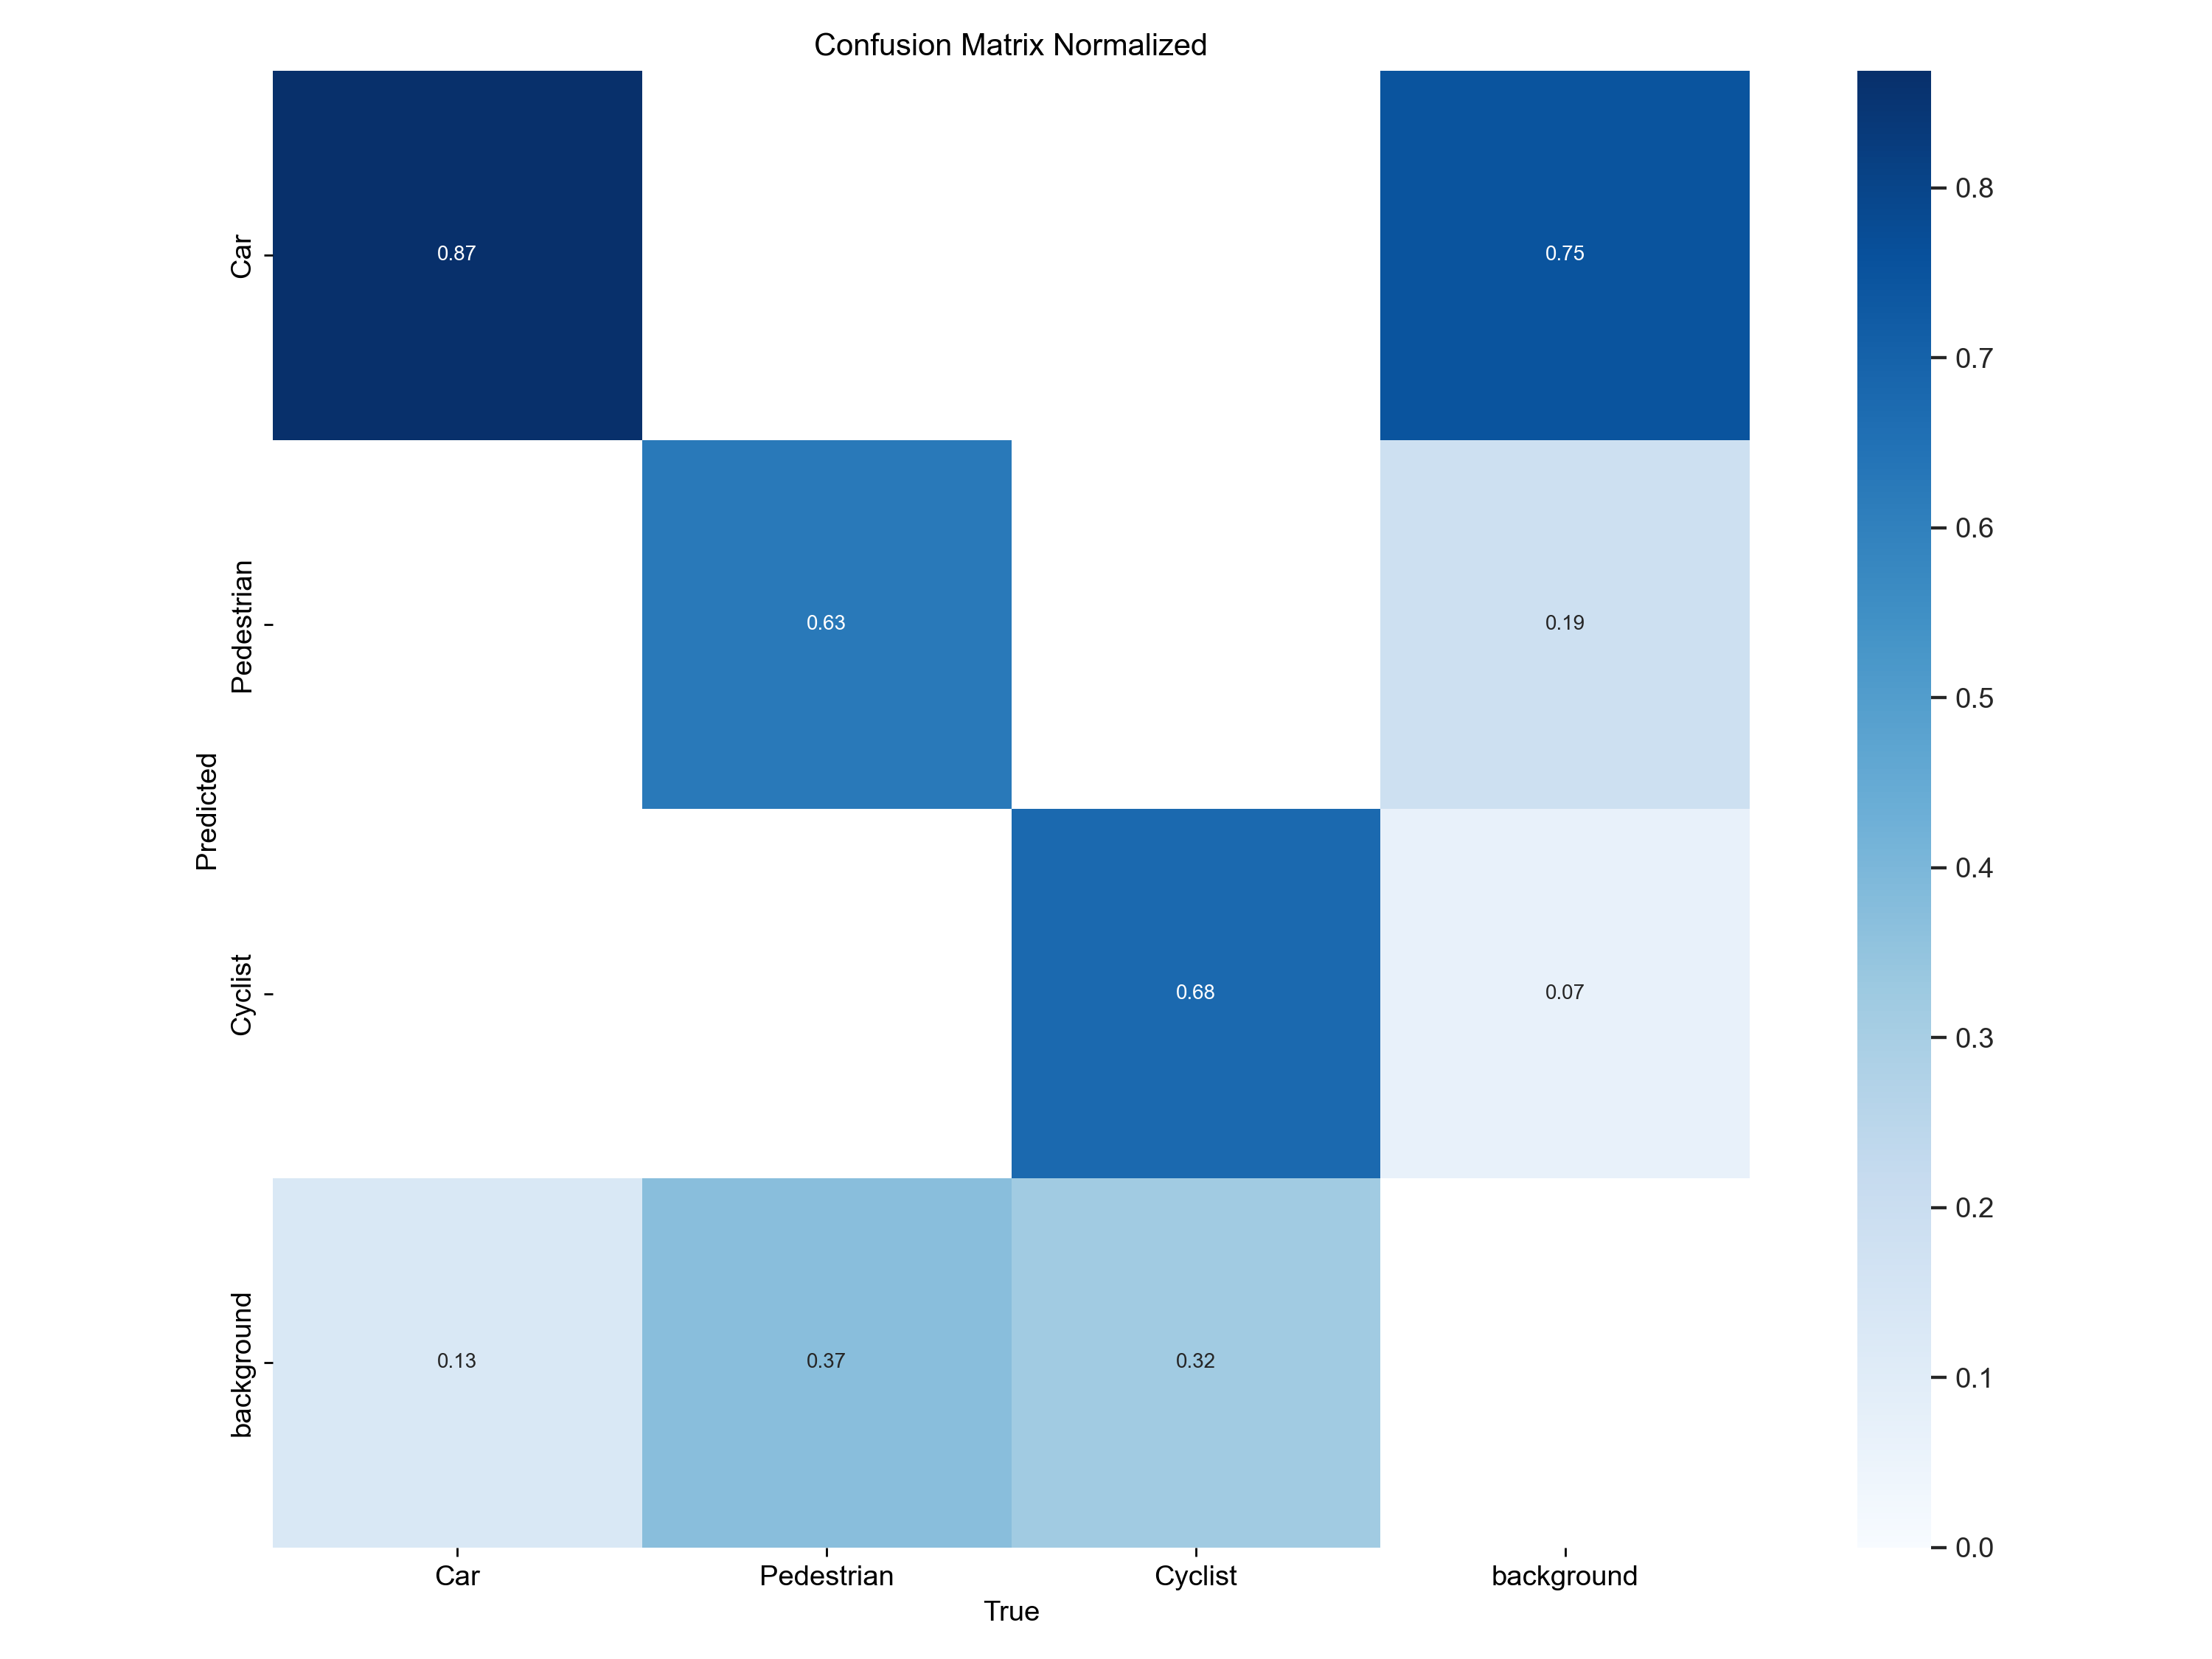 Confusion Matrix Normalized
Car
0.87
0.75
Pedestrian
0.63
0.19
Predicted
Cyclist
0.68
0.07
background
0.13
0.37
0.32
Car
Pedestrian
Cyclist
background
True
0.8
0.7
0.6
0.5
0.4
0.3
0.2
0.1
0.0